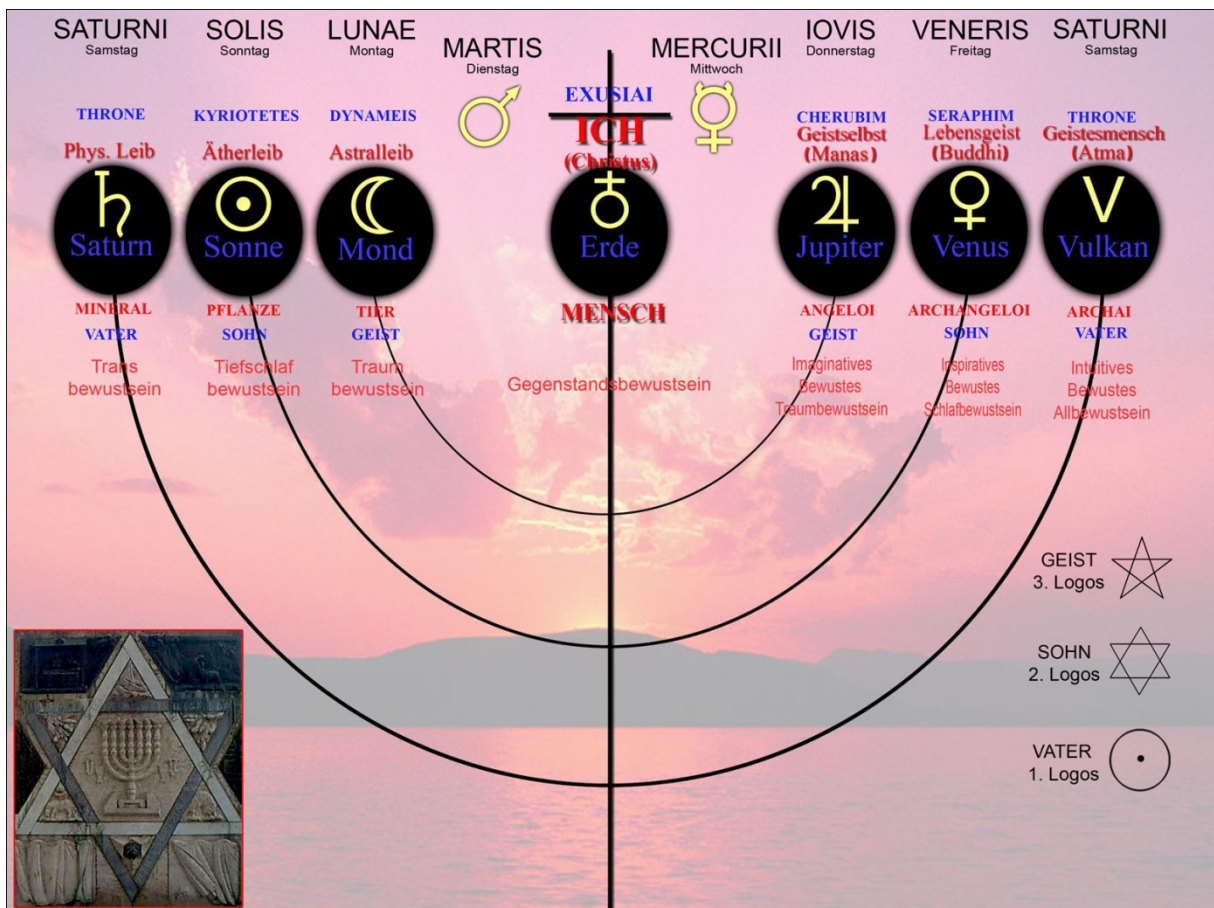 SATURNI
Samstag
SOLIS
Sonntag
LUNAE
Montag
MARTIS
Dienstag
MERCURII
Mittwoch
IOVIS
Donnerstag
VENERIS
Freitag
SATURNI
Samstag
THRONE
Phys. Leib
KYRIOTETES
Ätherleib
DYNAMEIS
Astralleib
EXUSIAI
ICH
(Christus)
CHERUBIM
Geistselbst
(Manas)
SERAPHIM
Lebensgeist
(Buddhi)
THRONE
Geistesmensch
(Atma)
Saturn
Sonne
Mond
Erde
Jupiter
Venus
V
Vulkan
MINERAL
VATER
Trans
bewustsein
PFLANZE
SOHN
Tiefschlaf
bewustsein
TIER
GEIST
Traum
bewustsein
MENSCH
Gegenstandsbewustsein
ANGELOI
GEIST
Imaginatives
Bewustes
Traumbewustsein
ARCHANGELOI
SOHN
Inspiratives
Bewustes
Schlafbewustsein
ARCHAI
VATER
Intuitives
Bewustes
Allbewustsein
GEIST
3. Logos
SOHN
2. Logos
VATER
1. Logos